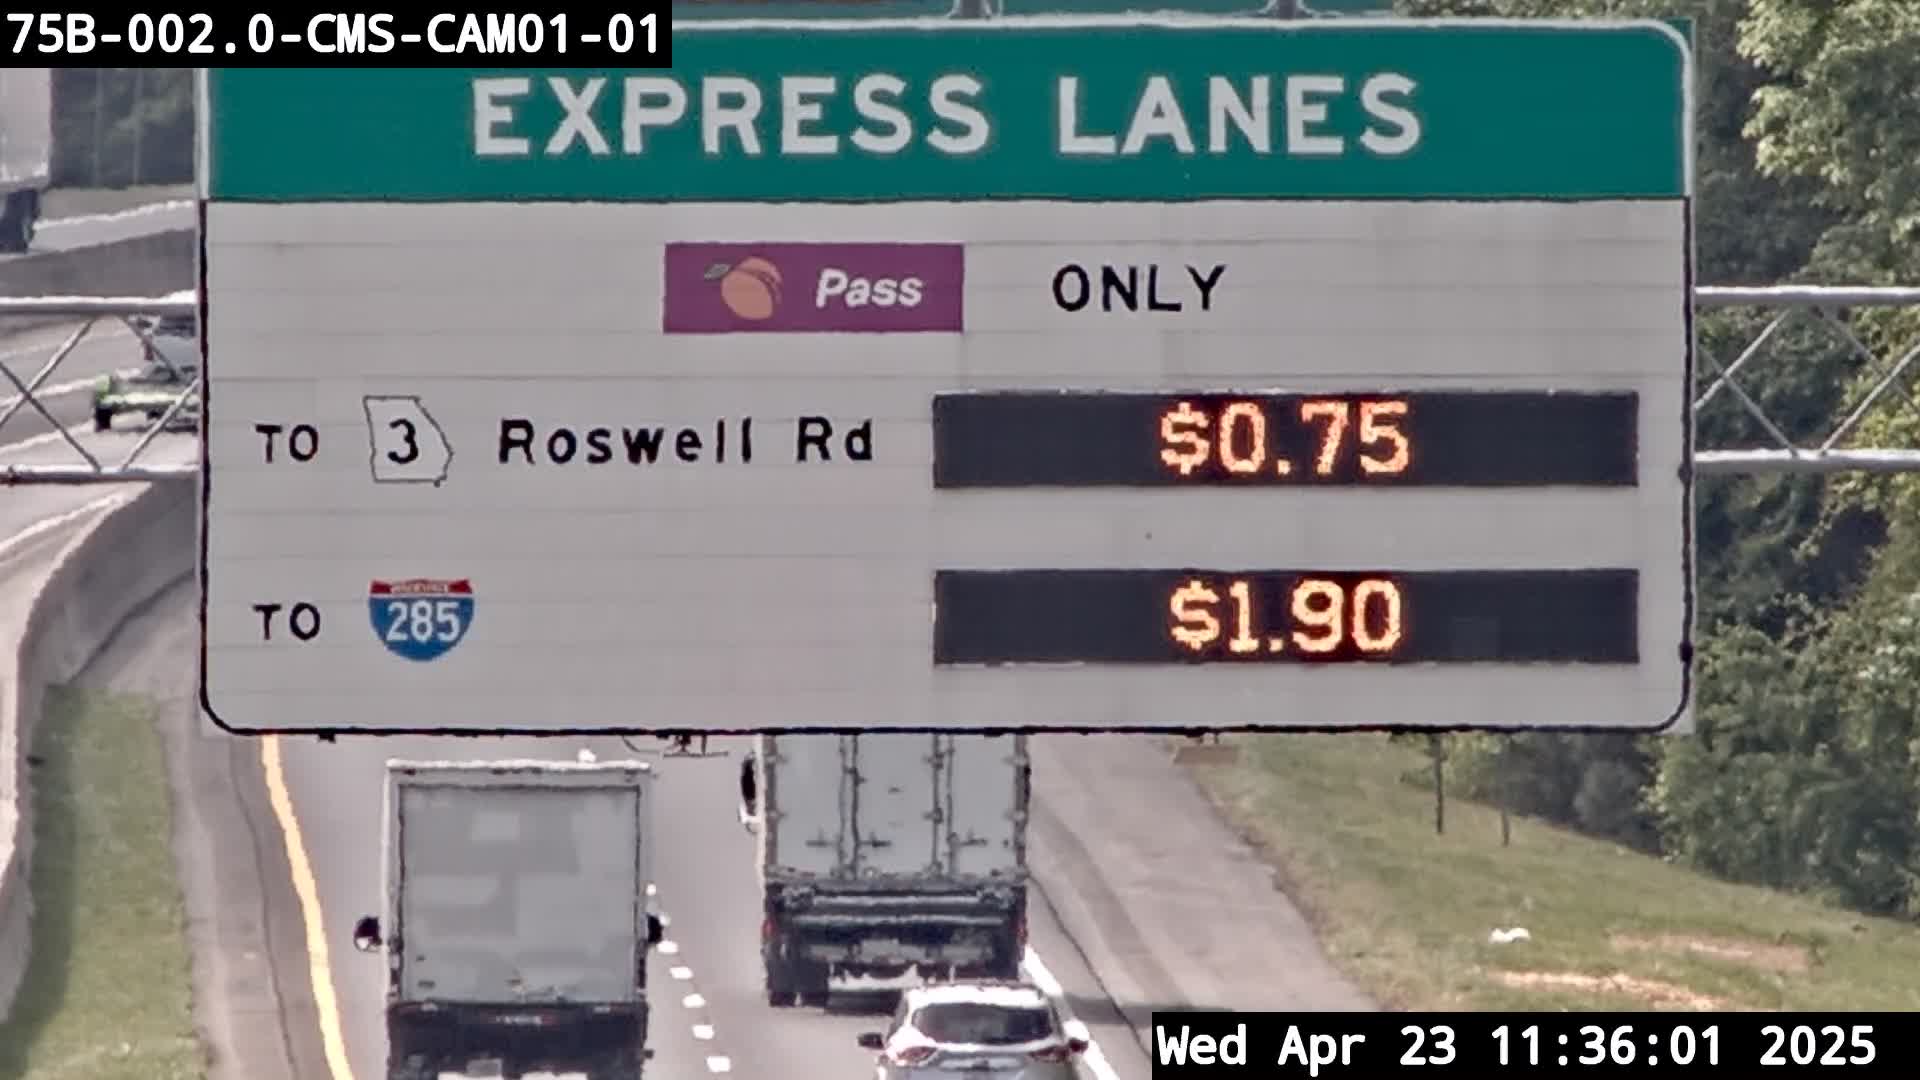 75B-002.0-CMS-CAM01-01
EXPRESS LANES
Pass ONLY
TO 3 Roswell Rd $0.75
TO 285 $1.90
Wed Apr 23 11:36:01 2025